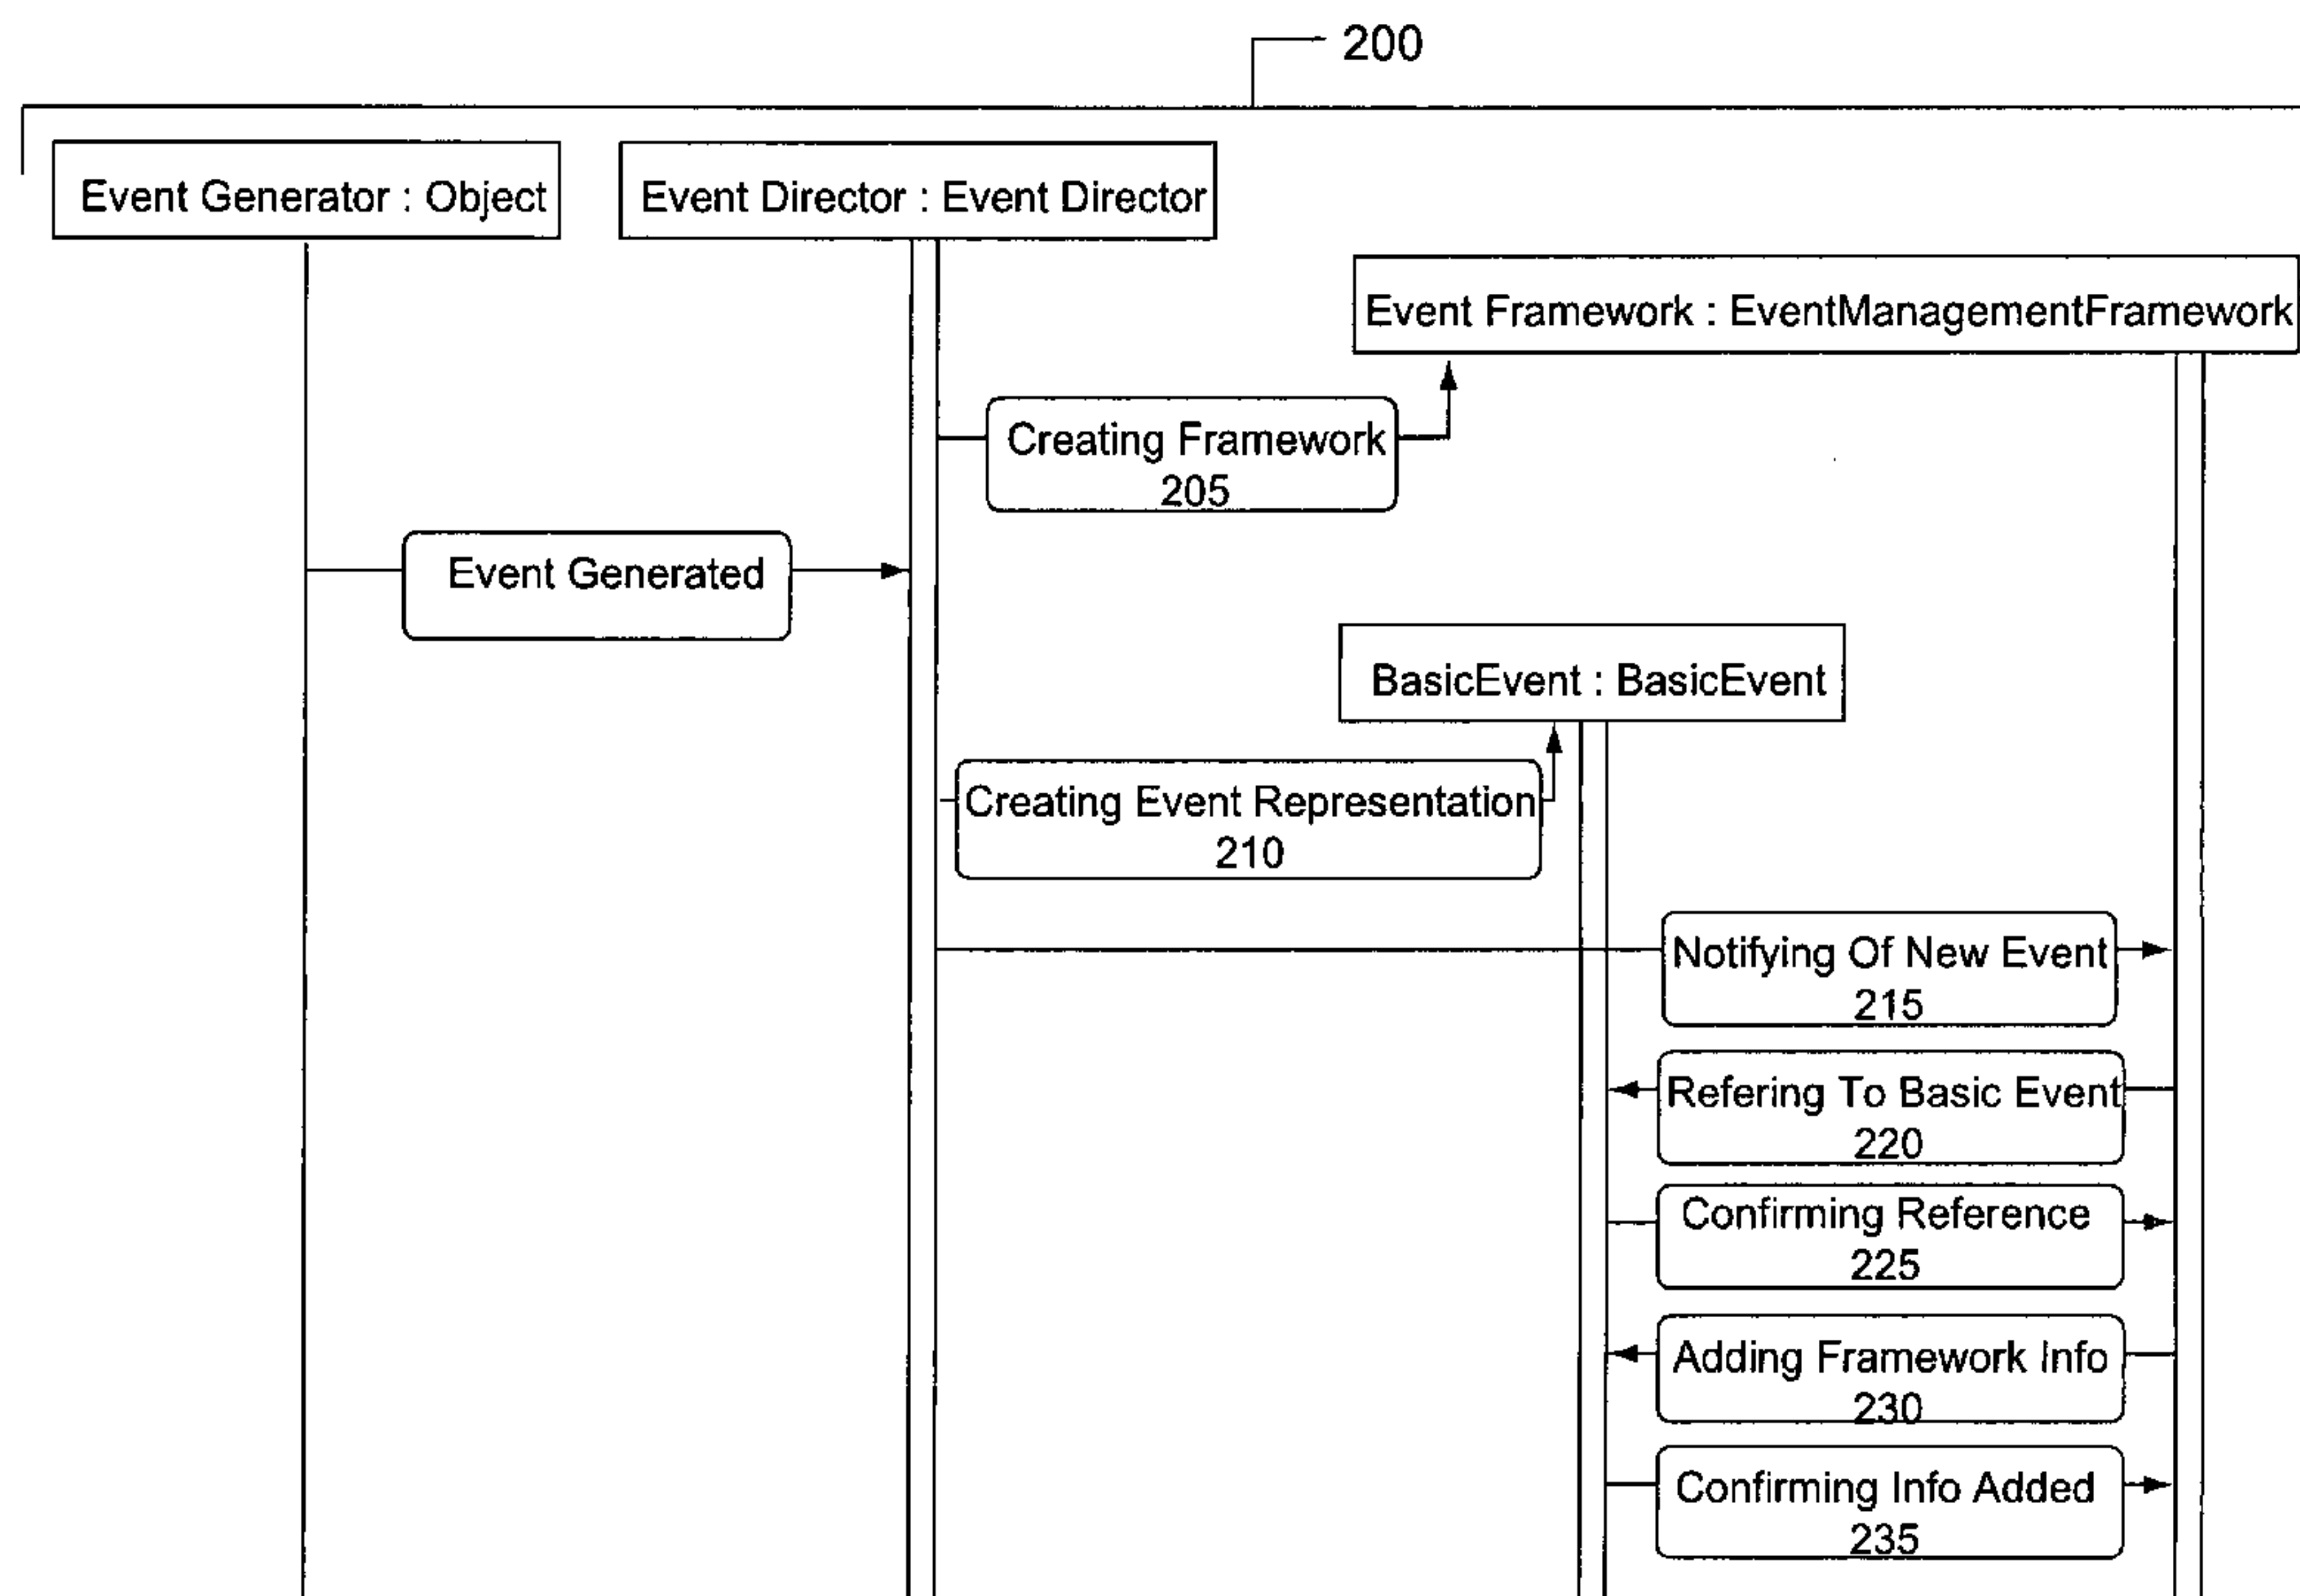 200
Event Generator : Object
Event Director : Event Director
Event Framework : EventManagementFramework
Creating Framework
205
Event Generated
BasicEvent : BasicEvent
Creating Event Representation
210
Notifying Of New Event
215
Refering To Basic Event
220
Confirming Reference
225
Adding Framework Info
230
Confirming Info Added
235